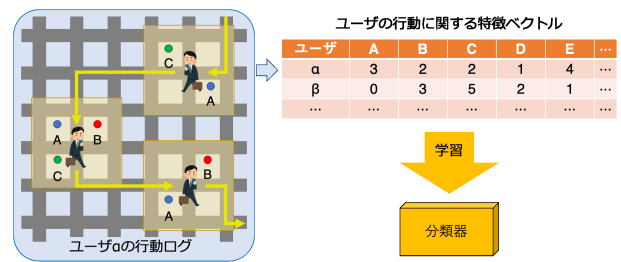 C
A
A
B
C
B
A
ユーザαの行動ログ
ユーザの行動に関する特徴ベクトル
ユーザ A B C D E …
α 3 2 2 1 4 …
β 0 3 5 2 1 …
… … … … … …
学習
分類器